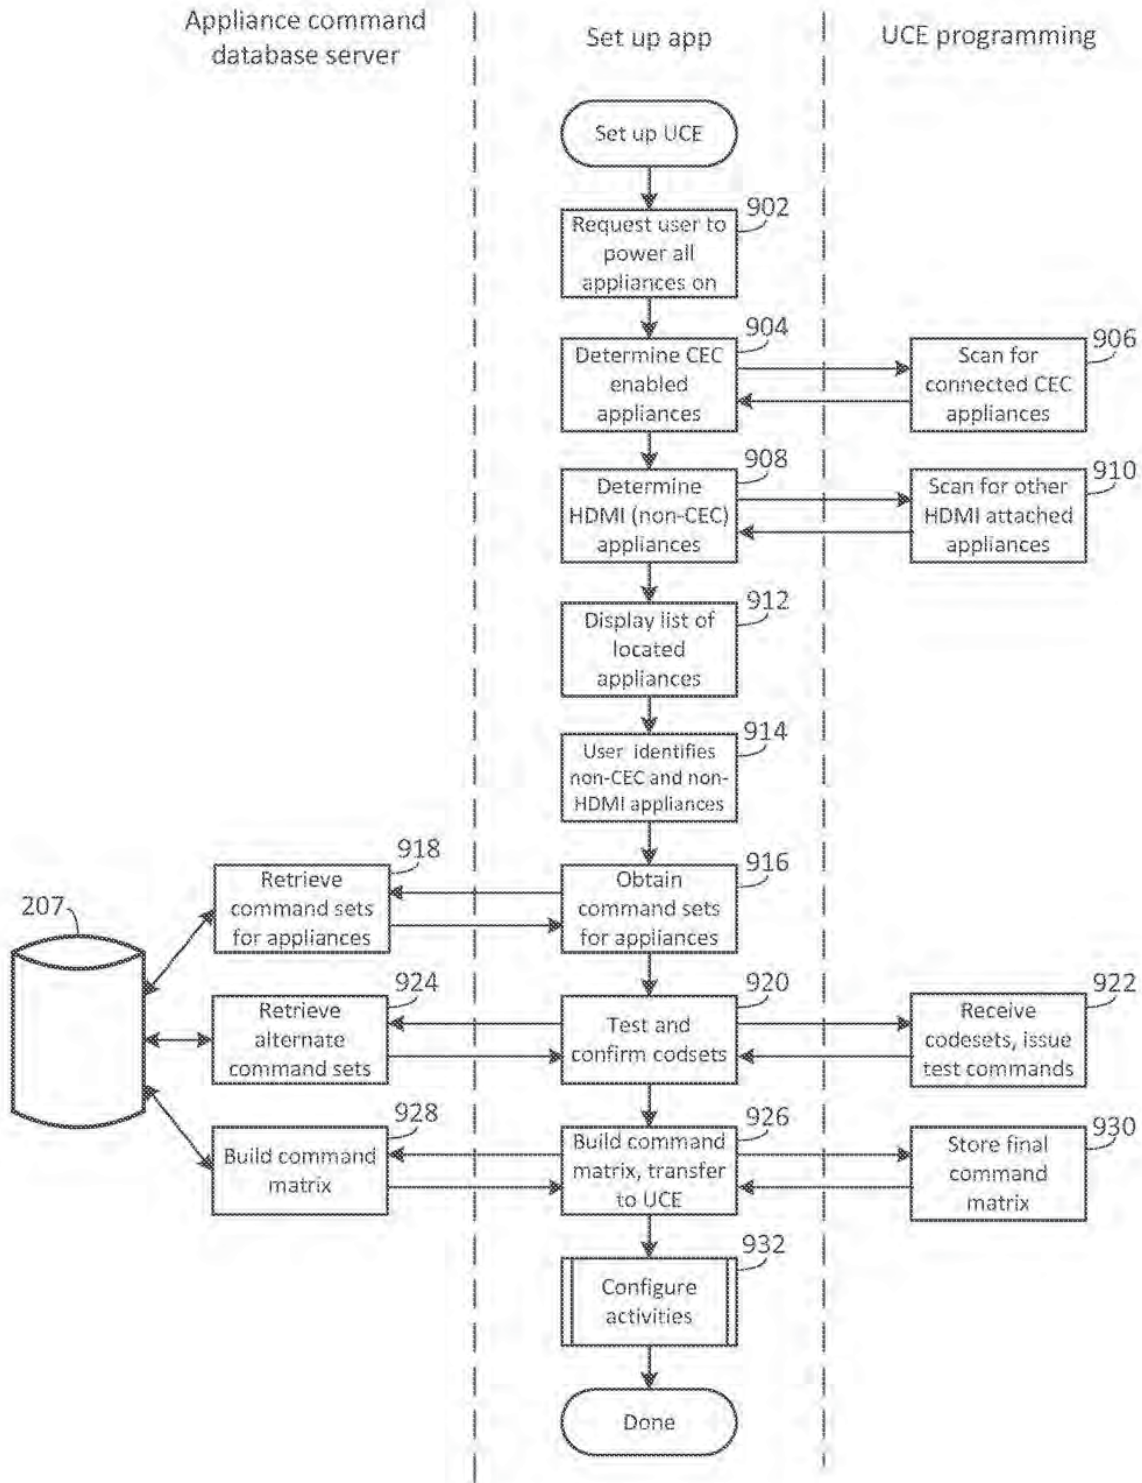 Appliance command
database server
Set up app
UCE programming
Set up UCE
902
Request user to
power all
appliances on
904
Determine CEC
enabled
appliances
906
Scan for
connected CEC
appliances
908
Determine
HDMI (non-CEC)
appliances
910
Scan for other
HDMI attached
appliances
912
Display list of
located
appliances
914
User identifies
non-CEC and non-
HDMI appliances
918
Retrieve
command sets
for appliances
916
Obtain
command sets
for appliances
207
924
Retrieve
alternate
command sets
920
Test and
confirm codsets
922
Receive
codesets, issue
test commands
928
Build command
matrix
926
Build command
matrix, transfer
to UCE
930
Store final
command
matrix
932
Configure
activities
Done